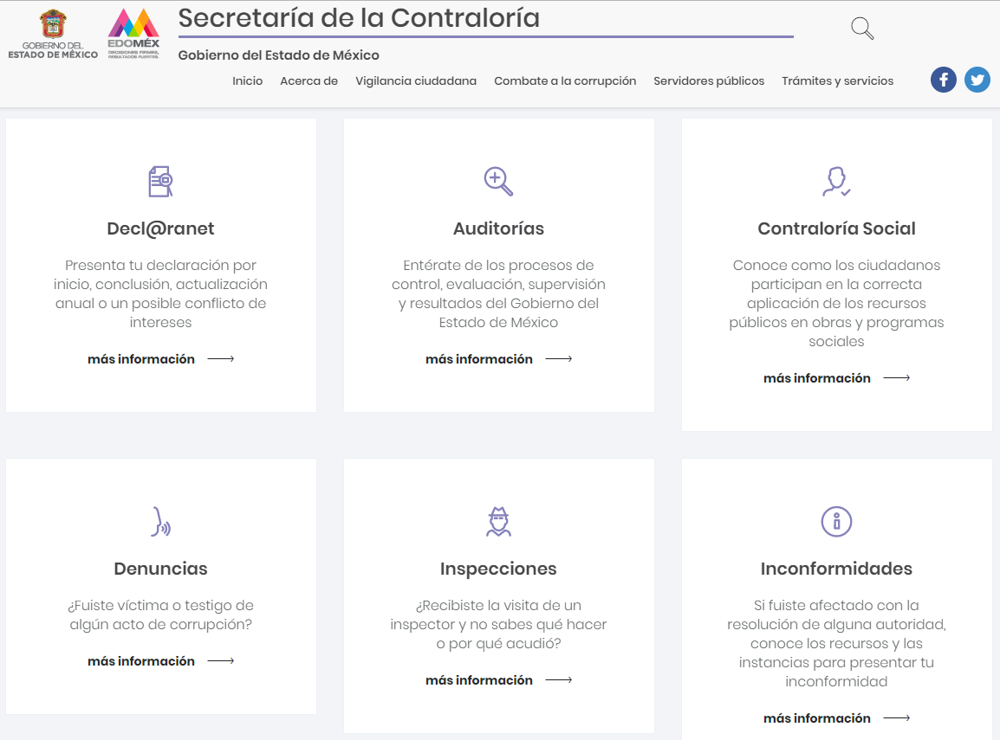 Secretaría de la Contraloría
GOBIERNO DEL
ESTADO DE MÉXICO
EDOMÉX
DECISIONES FIRMES,
RESULTADOS FUERTES.
Gobierno del Estado de México
Inicio Acerca de Vigilancia ciudadana Combate a la corrupción Servidores públicos Trámites y servicios
Decl@ranet
Presenta tu declaración por
inicio, conclusión, actualización
anual o un posible conflicto de
intereses
más información
Auditorías
Entérate de los procesos de
control, evaluación, supervisión
y resultados del Gobierno del
Estado de México
más información
Contraloría Social
Conoce como los ciudadanos
participan en la correcta
aplicación de los recursos
públicos en obras y programas
sociales
más información
Denuncias
¿Fuiste víctima o testigo de
algún acto de corrupción?
más información
Inspecciones
¿Recibiste la visita de un
inspector y no sabes qué hacer
o por qué acudió?
más información
Inconformidades
Si fuiste afectado con la
resolución de alguna autoridad,
conoce los recursos y las
instancias para presentar tu
inconformidad
más información